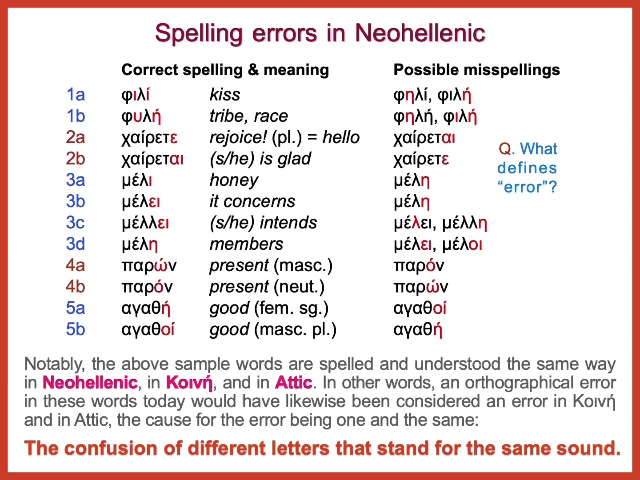 Spelling errors in Neohellenic
Correct spelling & meaning Possible misspellings
1a φιλί kiss φηλί, φιλή
1b φυλή tribe, race φηλή, φιλή
2a χαίρετε rejoice! (pl.) = hello χαίρεται
2b χαίρεται (s/he) is glad χαίρετε
3a μέλι honey μέλη
3b μέλει it concerns μέλη
3c μέλλει (s/he) intends μέλει, μέλλη
3d μέλη members μέλει, μέλοι
4a παρών present (masc.) παρόν
4b παρόν present (neut.) παρών
5a αγαθή good (fem. sg.) αγαθοί
5b αγαθοί good (masc. pl.) αγαθή
Q. What
defines
“error”?
Notably, the above sample words are spelled and understood the same way
in Neohellenic, in Κοινή, and in Attic. In other words, an orthographical error
in these words today would have likewise been considered an error in Κοινή
and in Attic, the cause for the error being one and the same:
The confusion of different letters that stand for the same sound.